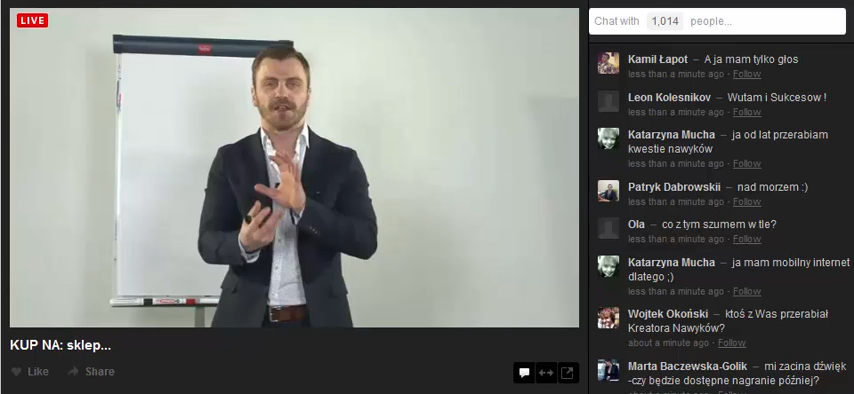 LIVE
Chat with 1,014 people...
Kamil Łapot – A ja mam tylko głos
less than a minute ago · Follow
Leon Kolesnikov – Wutam i Sukcesow !
less than a minute ago · Follow
Katarzyna Mucha – ja od lat przerabiam
kwestie nawyków
less than a minute ago · Follow
Patryk Dabrowskii – nad morzem :)
less than a minute ago · Follow
Ola – co z tym szumem w tle?
less than a minute ago · Follow
Katarzyna Mucha – ja mam mobilny internet
dlatego ;)
less than a minute ago · Follow
Wojtek Okoński – ktoś z Was przerabiał
Kreatora Nawyków?
about a minute ago · Follow
Marta Baczewska-Golik – mi zacina dźwięk
-czy będzie dostępne nagranie później?
about a minute ago · Follow
KUP NA: sklep...
Like Share